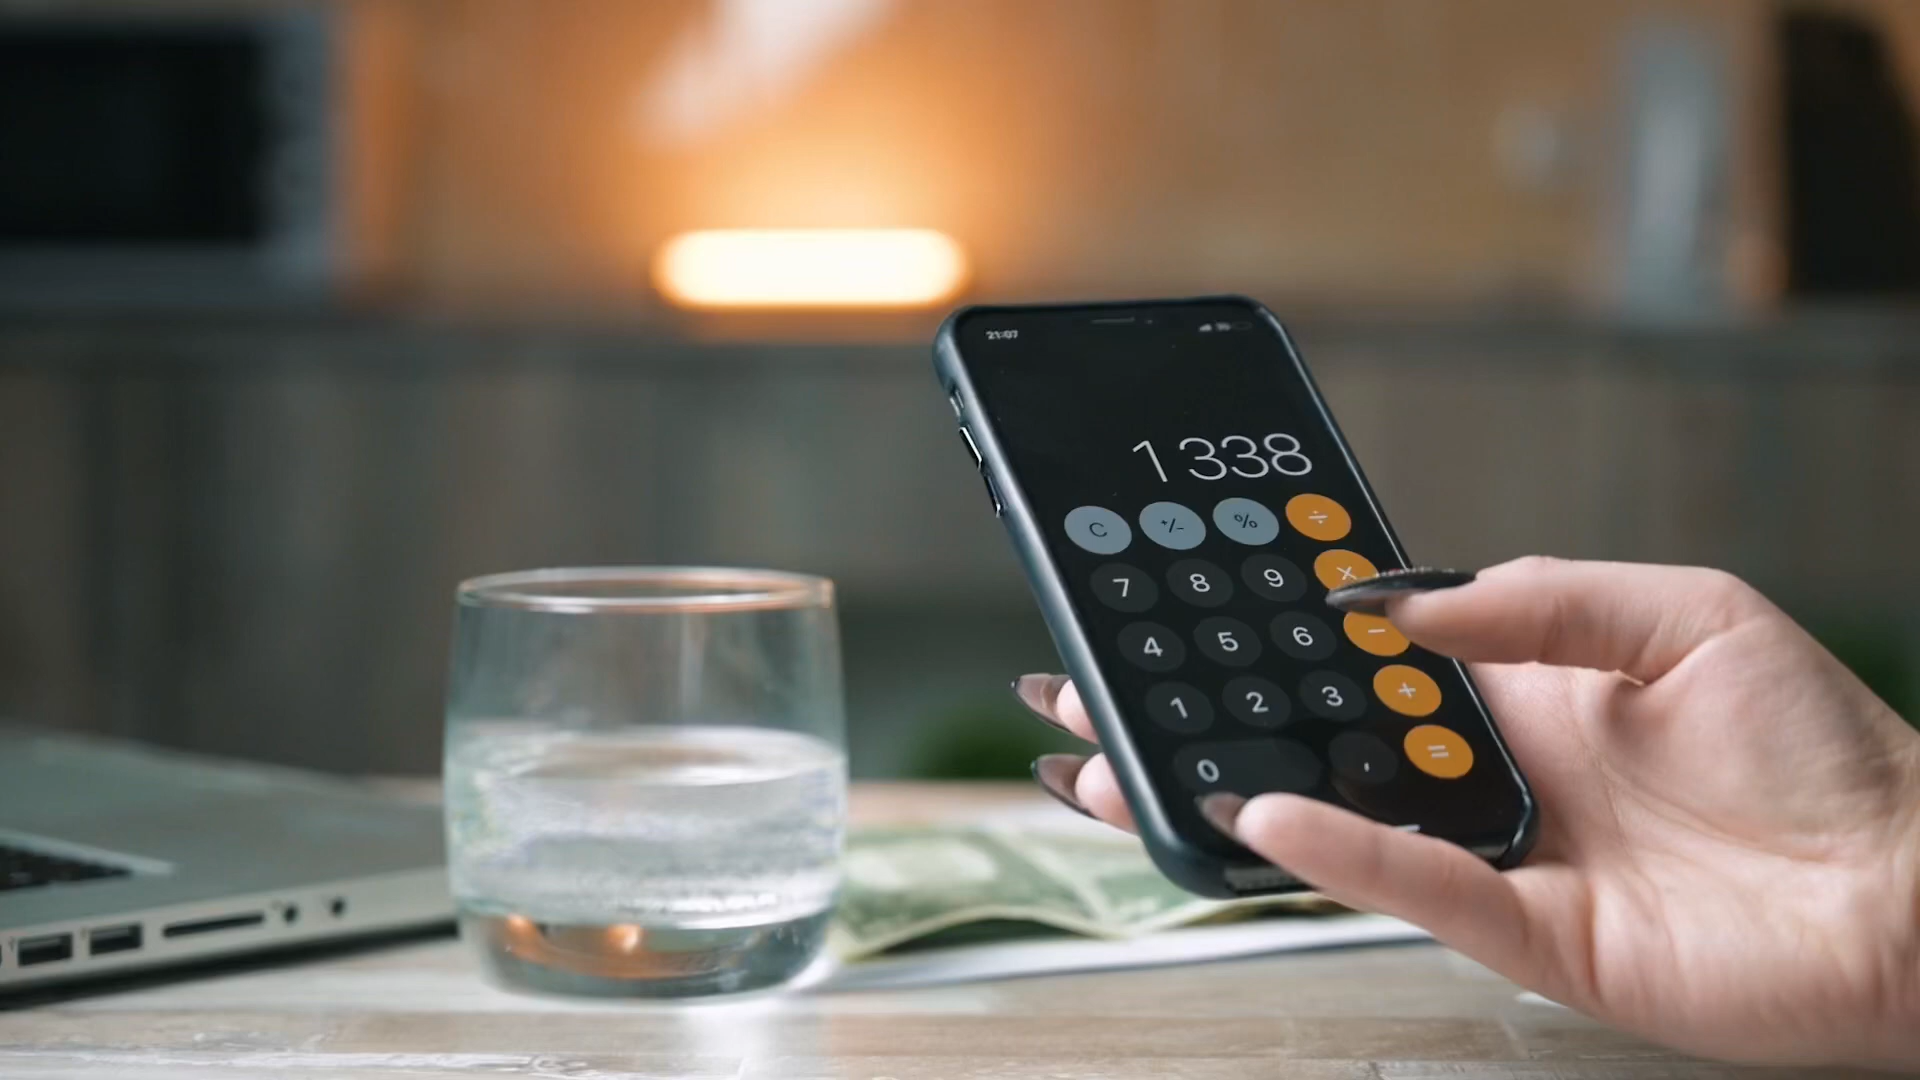 21:07
1 338
C +/- % ÷
7 8 9 ×
4 5 6 −
1 2 3 +
0 , =